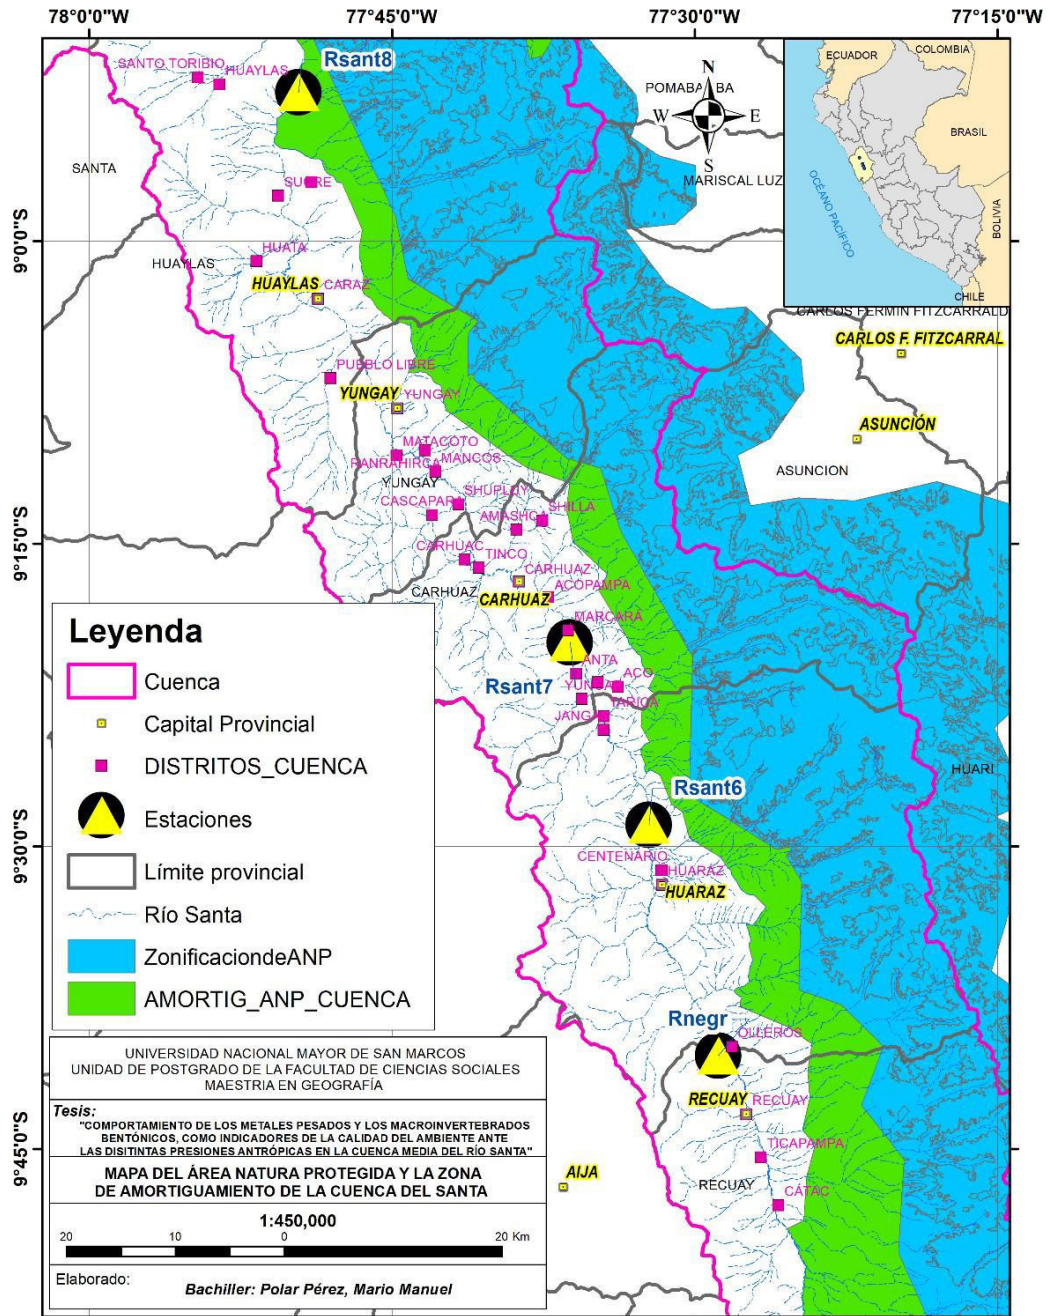 78°0'0"W
77°45'0"W
77°30'0"W
77°15'0"W
9°0'0"S
9°15'0"S
9°30'0"S
9°45'0"S
SANTO TORIBIO
HUAYLAS
Rsant8
POMABA BA
N
W
E
S
ECUADOR
COLOMBIA
BRASIL
OCÉANO PACÍFICO
BOLIVIA
CHILE
SANTA
SUCRE
MARISCAL LUZ
HUATA
HUAYLAS
HUAYLAS
CARAZ
CARLOS FERMIN FITZCARRALD
CARLOS F. FITZCARRAL
PUEBLO LIBRE
YUNGAY
YUNGAY
ASUNCIÓN
MATACOTO
RANRAHIRCA
MANCOS
YUNGAY
ASUNCION
SHUPLUY
CASCAPARA
AMASHCA
SHILLA
CARHUAC
TINCO
CARHUAZ
CARHUAZ
CARHUAZ
ACOPAMPA
MARCARÁ
Rsant7
ANTA
ACO
TARICA
JANG
HUARI
Rsant6
CENTENARIO
HUARAZ
HUARAZ
Rnegr
OLLEROS
RECUAY
RECUAY
TICAPAMPA
RECUAY
CÁTAC
AIJA
Leyenda
Cuenca
Capital Provincial
DISTRITOS_CUENCA
Estaciones
Límite provincial
Río Santa
ZonificaciondeANP
AMORTIG_ANP_CUENCA
UNIVERSIDAD NACIONAL MAYOR DE SAN MARCOS
UNIDAD DE POSTGRADO DE LA FACULTAD DE CIENCIAS SOCIALES
MAESTRIA EN GEOGRAFÍA
Tesis:
"COMPORTAMIENTO DE LOS METALES PESADOS Y LOS MACROINVERTEBRADOS
BENTÓNICOS, COMO INDICADORES DE LA CALIDAD DEL AMBIENTE ANTE
LAS DISITINTAS PRESIONES ANTRÓPICAS EN LA CUENCA MEDIA DEL RÍO SANTA"
MAPA DEL ÁREA NATURA PROTEGIDA Y LA ZONA
DE AMORTIGUAMIENTO DE LA CUENCA DEL SANTA
1:450,000
20 10 0 20 Km
Elaborado:
Bachiller: Polar Pérez, Mario Manuel